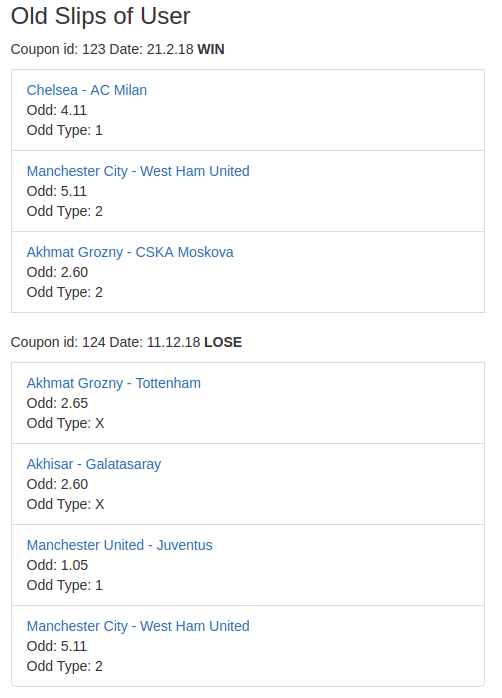 Old Slips of User
Coupon id: 123 Date: 21.2.18 WIN
Chelsea - AC Milan
Odd: 4.11
Odd Type: 1
Manchester City - West Ham United
Odd: 5.11
Odd Type: 2
Akhmat Grozny - CSKA Moskova
Odd: 2.60
Odd Type: 2
Coupon id: 124 Date: 11.12.18 LOSE
Akhmat Grozny - Tottenham
Odd: 2.65
Odd Type: X
Akhisar - Galatasaray
Odd: 2.60
Odd Type: X
Manchester United - Juventus
Odd: 1.05
Odd Type: 1
Manchester City - West Ham United
Odd: 5.11
Odd Type: 2